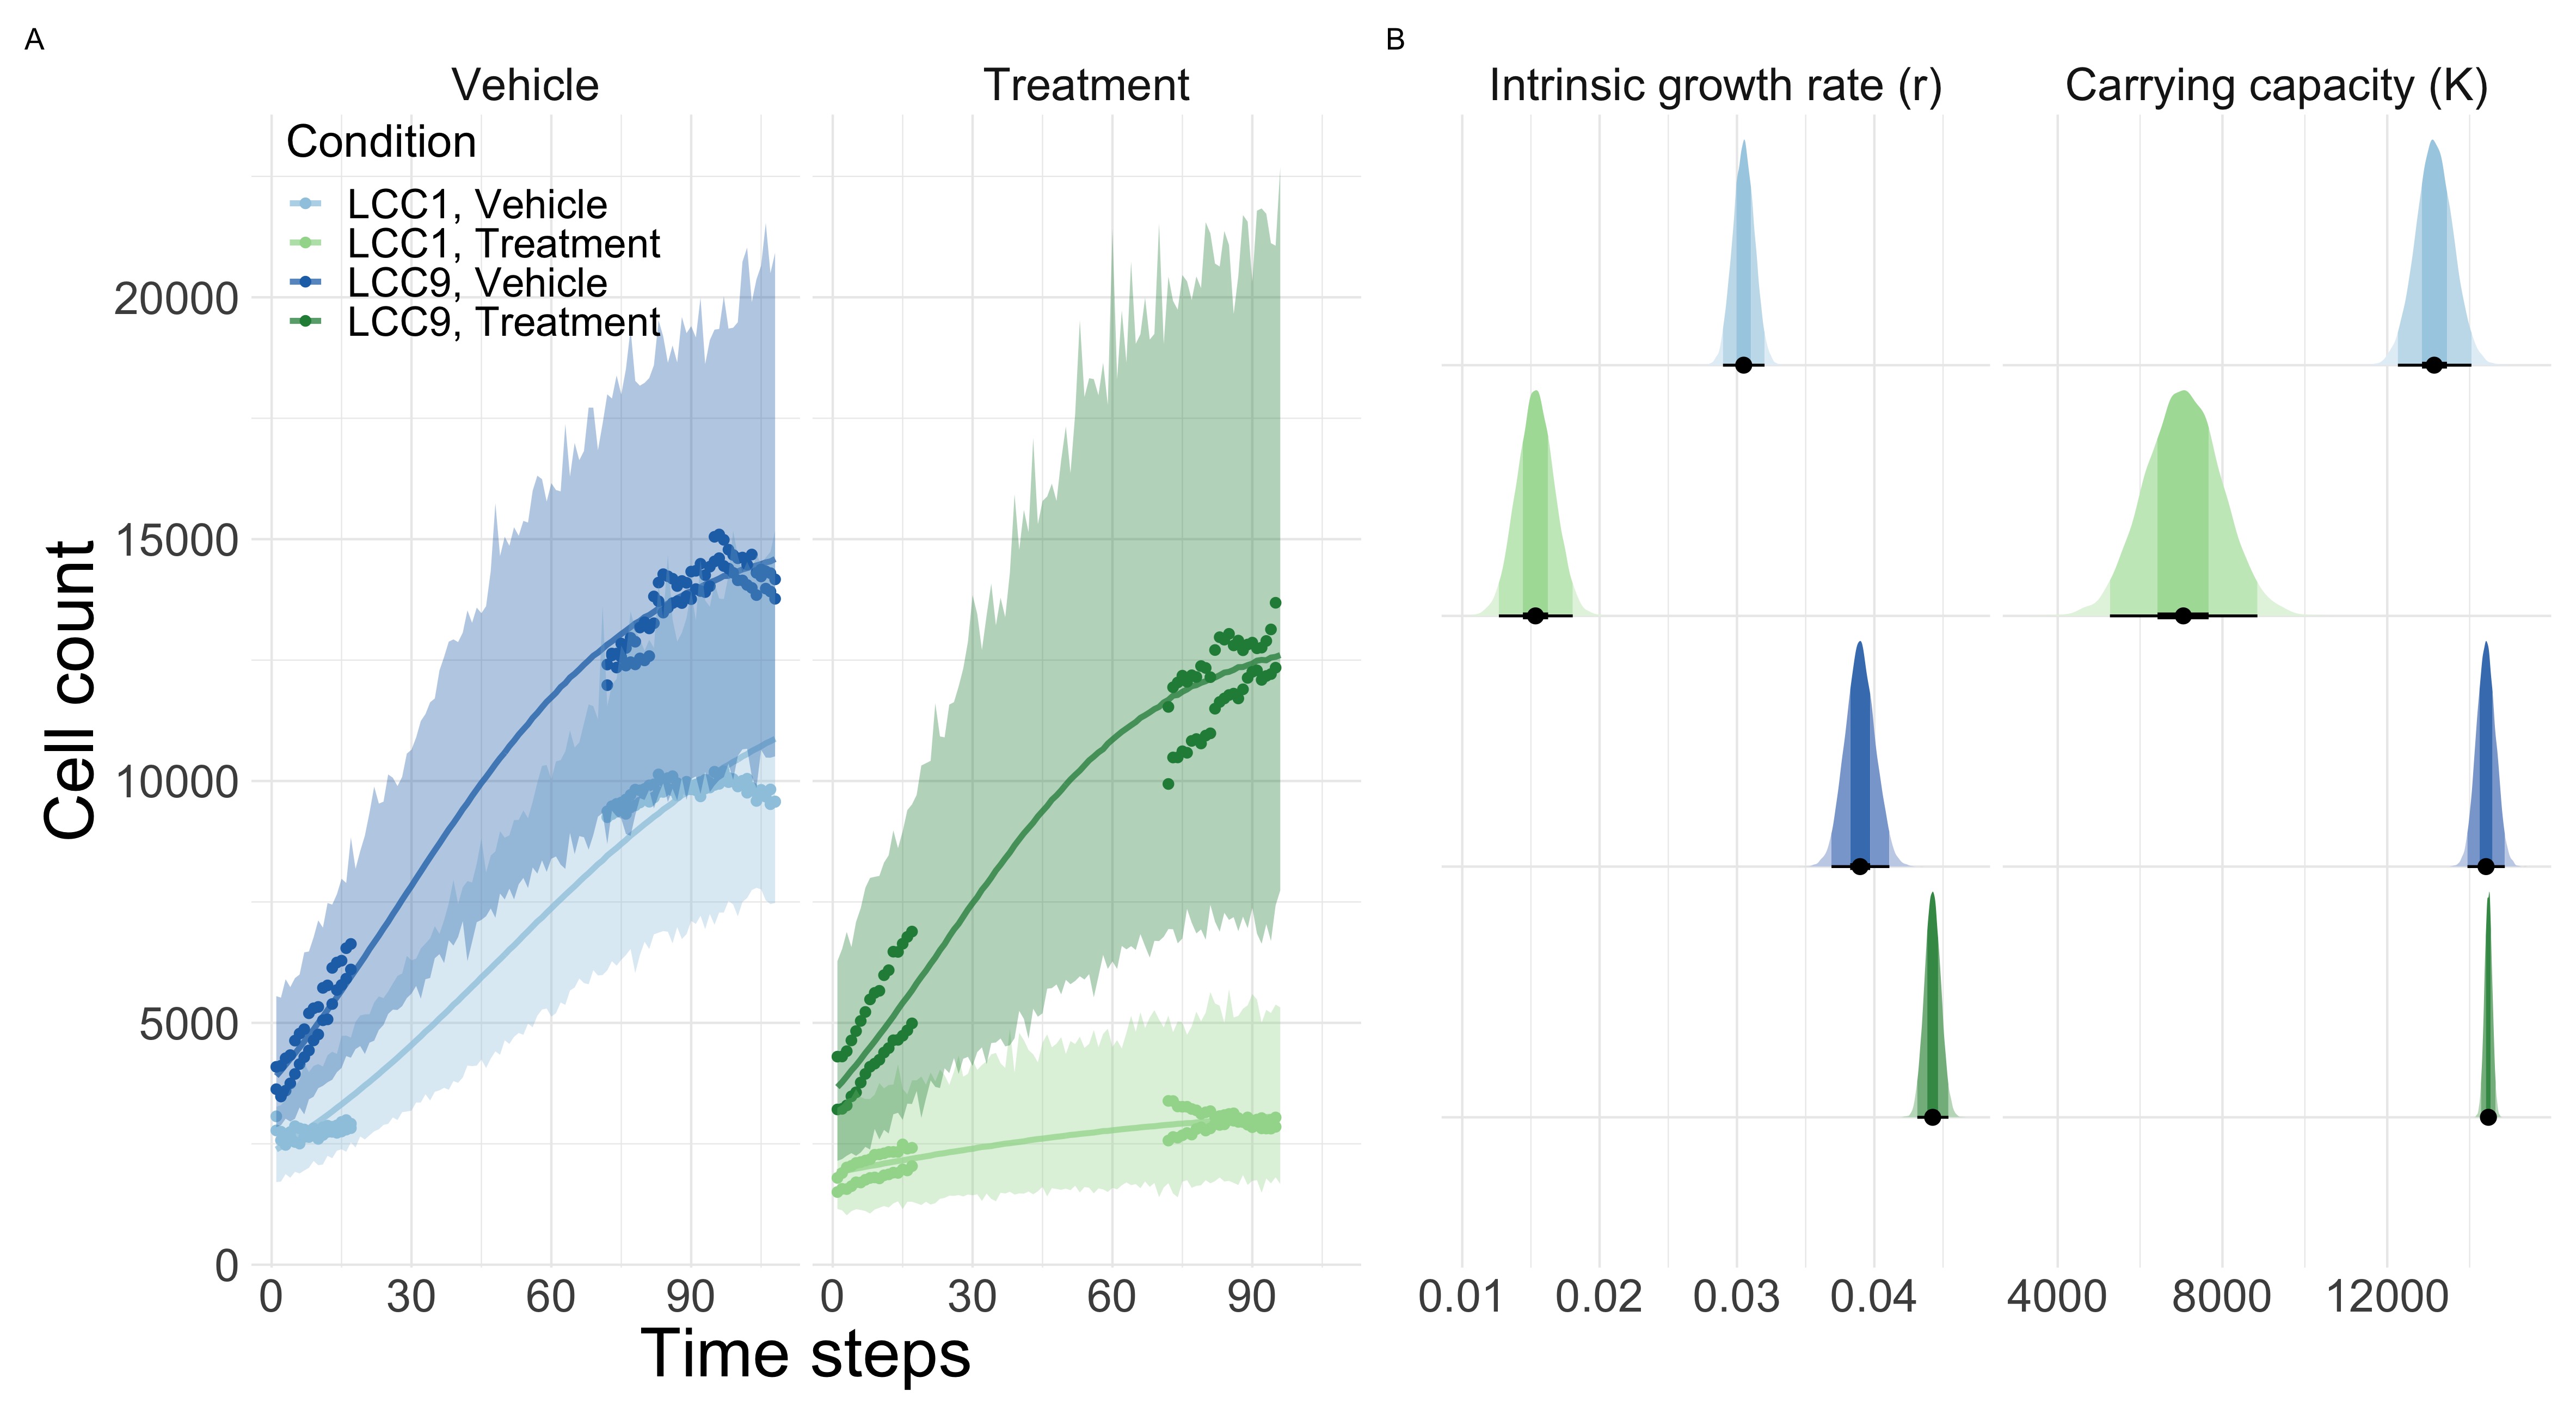 A
B
Vehicle
Treatment
Intrinsic growth rate (r)
Carrying capacity (K)
Condition
LCC1, Vehicle
LCC1, Treatment
LCC9, Vehicle
LCC9, Treatment
Cell count
20000
15000
10000
5000
0
0 30 60 90
0 30 60 90
0.01 0.02 0.03 0.04
4000 8000 12000
Time steps